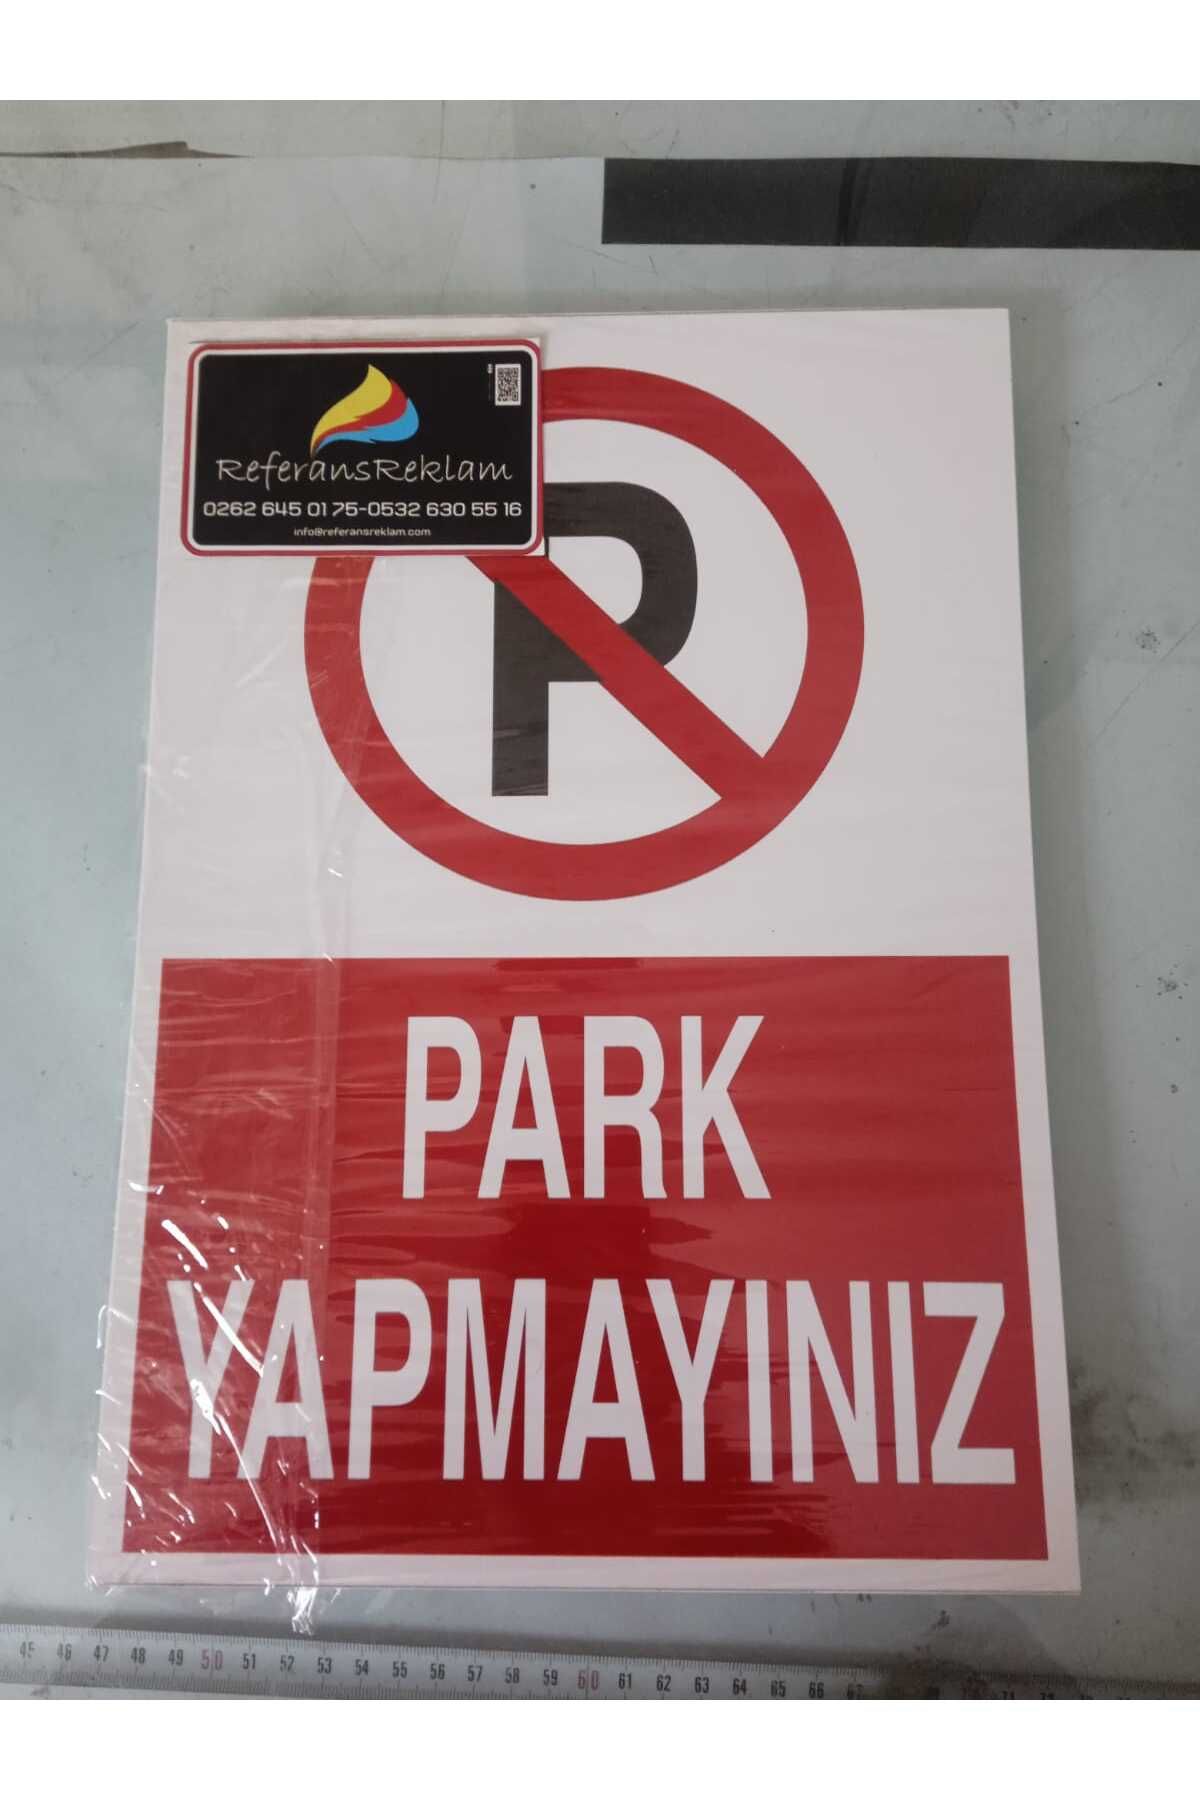 ReferansReklam
0262 645 01 75-0532 630 55 16
info@referansreklam.com
P
PARK
YAPMAYINIZ
45 46 47 48 49 50 51 52 53 54 55 56 57 58 59 60 61 62 63 64 65 66 67